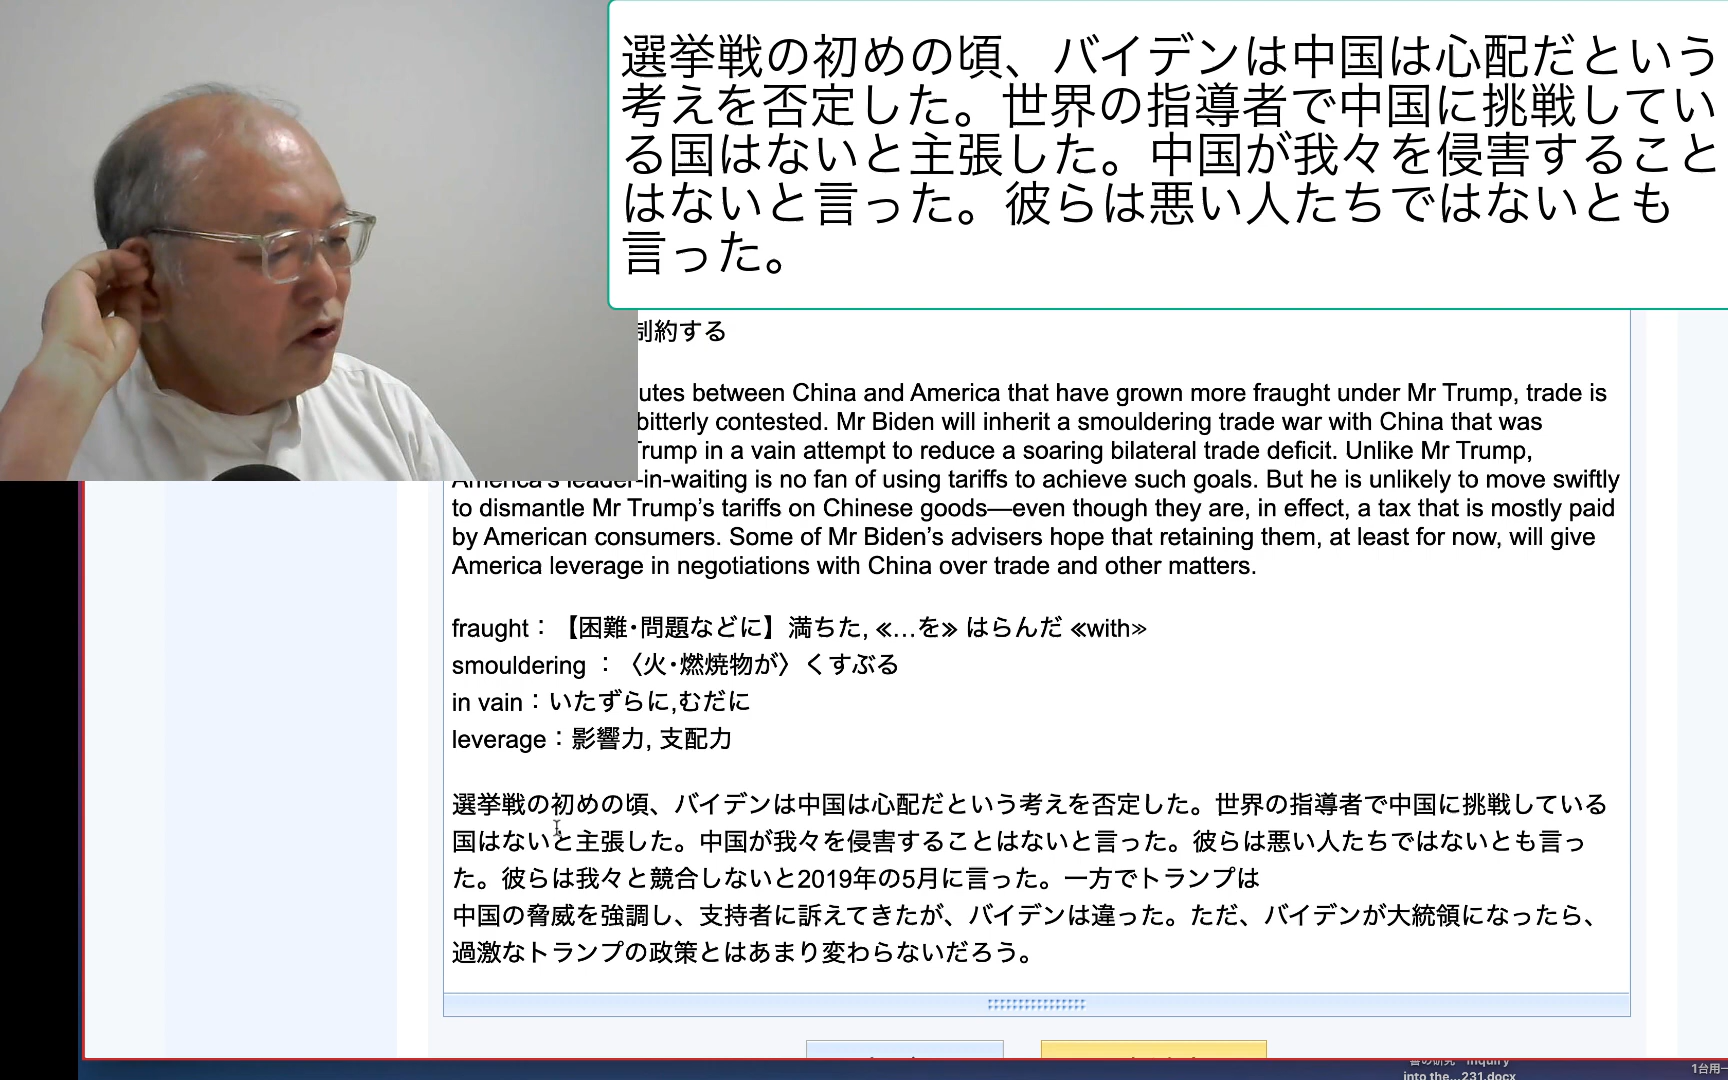 選挙戦の初めの頃、バイデンは中国は心配だという
考えを否定した。世界の指導者で中国に挑戦してい
る国はないと主張した。中国が我々を侵害すること
はないと言った。彼らは悪い人たちではないとも
言った。
制約する
utes between China and America that have grown more fraught under Mr Trump, trade is
bitterly contested. Mr Biden will inherit a smouldering trade war with China that was
Trump in a vain attempt to reduce a soaring bilateral trade deficit. Unlike Mr Trump,
America's leader-in-waiting is no fan of using tariffs to achieve such goals. But he is unlikely to move swiftly
to dismantle Mr Trump’s tariffs on Chinese goods—even though they are, in effect, a tax that is mostly paid
by American consumers. Some of Mr Biden’s advisers hope that retaining them, at least for now, will give
America leverage in negotiations with China over trade and other matters.
fraught：【困難･問題などに】満ちた, ≪…を≫ はらんだ ≪with≫
smouldering ：〈火･燃焼物が〉くすぶる
in vain：いたずらに,むだに
leverage：影響力, 支配力
選挙戦の初めの頃、バイデンは中国は心配だという考えを否定した。世界の指導者で中国に挑戦している
国はないと主張した。中国が我々を侵害することはないと言った。彼らは悪い人たちではないとも言っ
た。彼らは我々と競合しないと2019年の5月に言った。一方でトランプは
中国の脅威を強調し、支持者に訴えてきたが、バイデンは違った。ただ、バイデンが大統領になったら、
過激なトランプの政策とはあまり変わらないだろう。
善の研究 inquiry
into the...231.docx
1台用